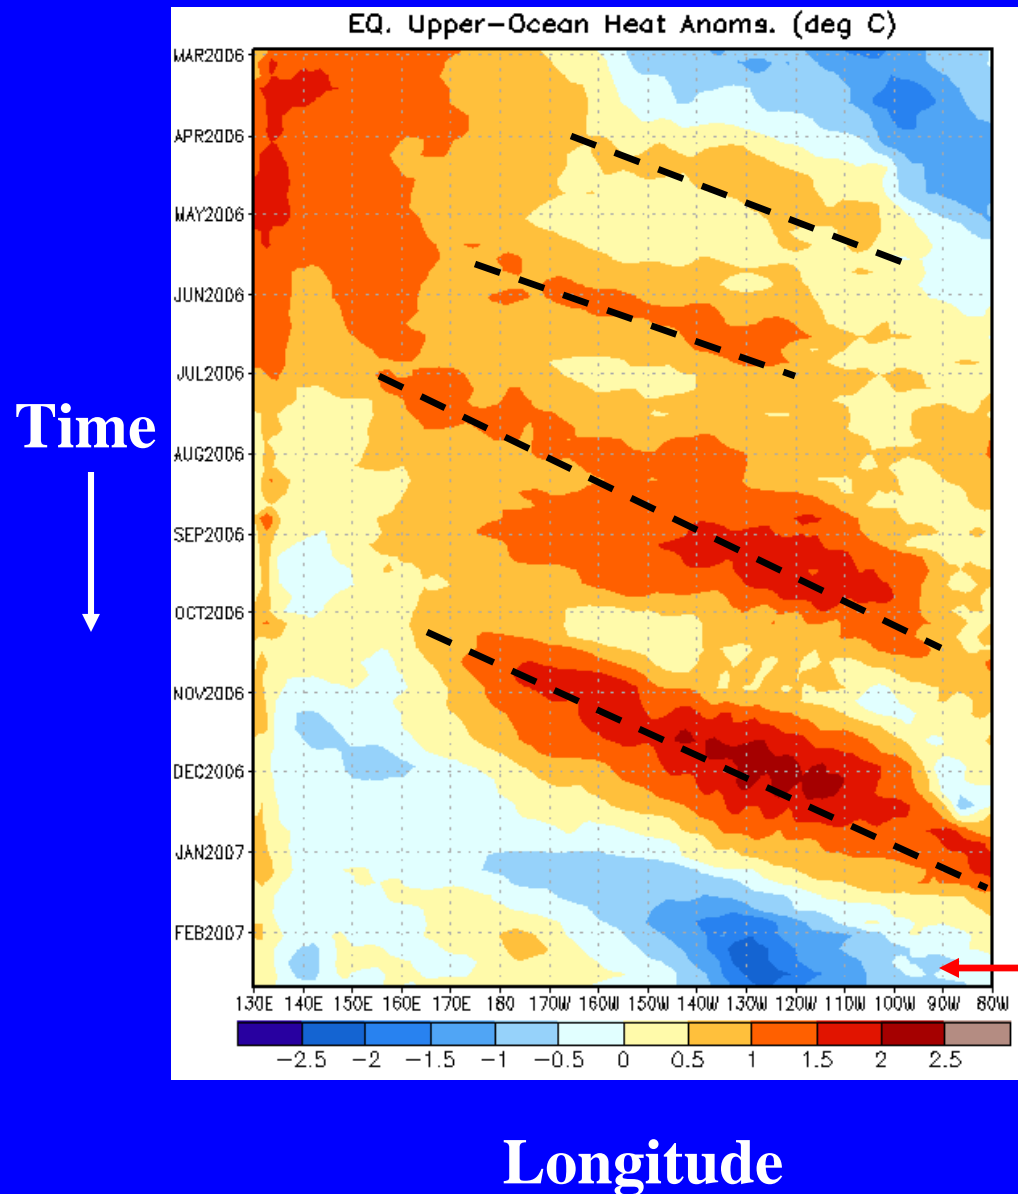 EQ. Upper-Ocean Heat Anoms. (deg C)
MAR2006
APR2006
MAY2006
JUN2006
JUL2006
Time
AUG2006
SEP2006
OCT2006
NOV2006
DEC2006
JAN2007
FEB2007
130E 140E 150E 160E 170E 180 170W 160W 150W 140W 130W 120W 110W 100W 90W 80W
-2.5 -2 -1.5 -1 -0.5 0 0.5 1 1.5 2 2.5
Longitude